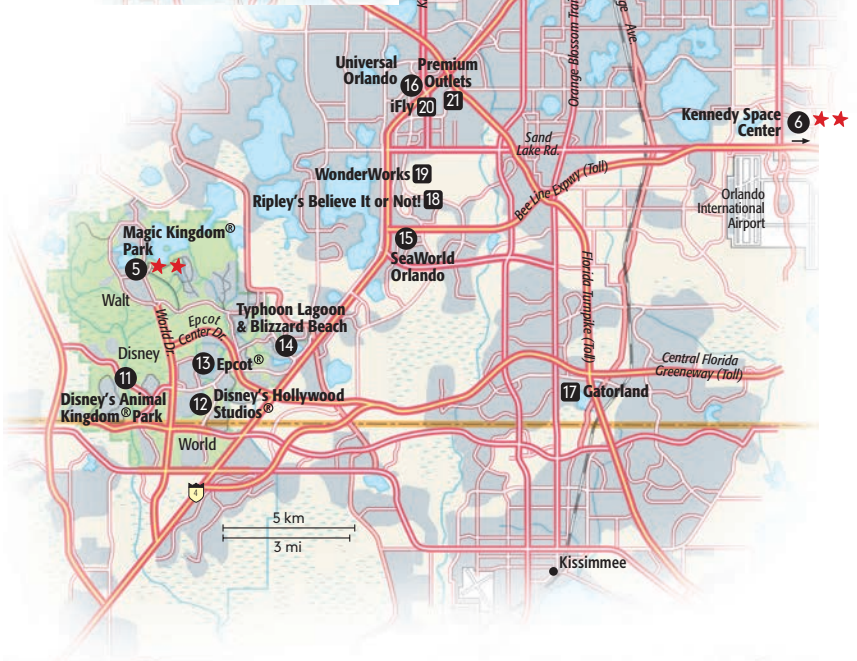 Universal
Orlando
16
Premium
Outlets
21
iFly 20
Orange Blossom
Ave.
Kennedy Space
Center
6
Sand
Lake Rd.
WonderWorks 19
Ripley's Believe It or Not! 18
Bee Line Expwy (Toll)
Orlando
International
Airport
15
SeaWorld
Orlando
Magic Kingdom®
Park
5
Walt
World Dr.
Epcot
Center Dr.
Typhoon Lagoon
& Blizzard Beach
14
Florida Turnpike (Toll)
Disney
13 Epcot®
Central Florida
Greeneway (Toll)
11
Disney's Animal
Kingdom® Park
12
Disney's Hollywood
Studios®
17 Gatorland
World
4
5 km
3 mi
Kissimmee